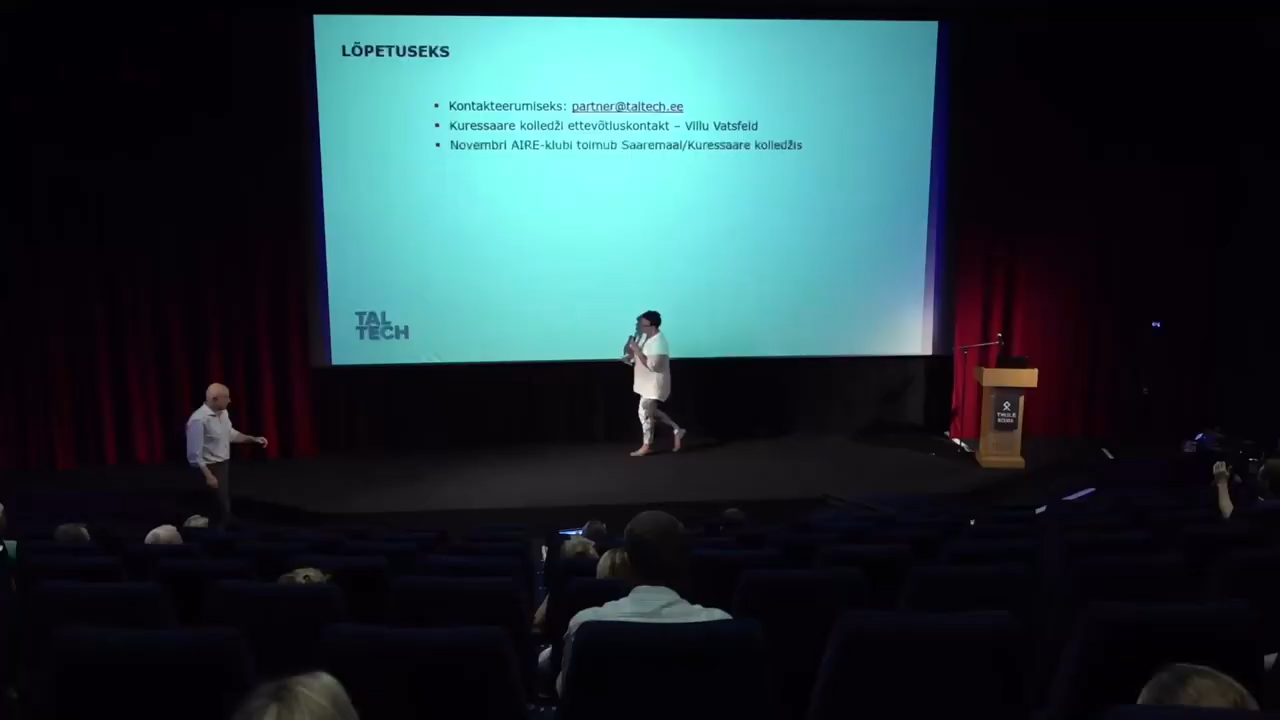 LÕPETUSEKS
Kontakteerumiseks: partner@taltech.ee
Kuressaare kolledži ettevõtluskontakt – Villu Vatsfeld
Novembri AIRE-klubi toimub Saaremaal/Kuressaare kolledžis
TAL
TECH